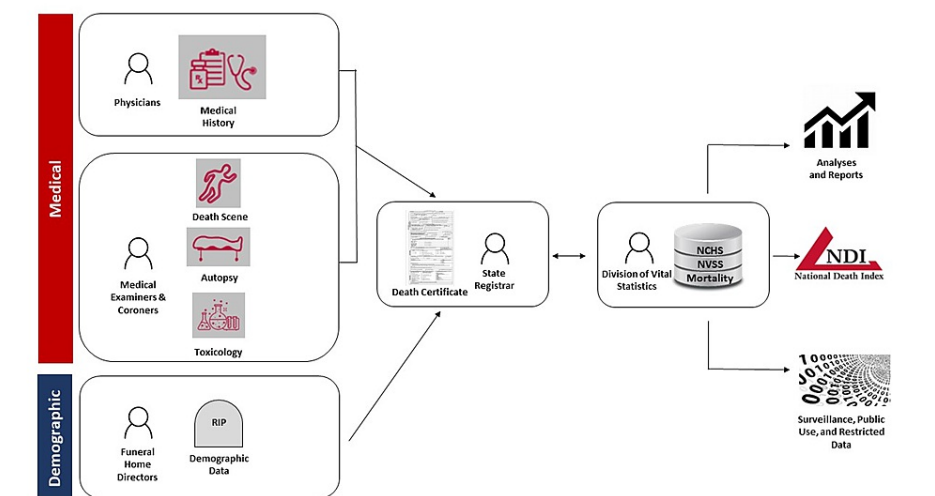 Medical
Physicians
Medical
History
Death Scene
Autopsy
Medical
Examiners &
Coroners
Toxicology
Demographic
Funeral
Home
Directors
RIP
Demographic
Data
Death Certificate
State
Registrar
Division of Vital
Statistics
NCHS
NVSS
Mortality
Analyses
and Reports
NDI
National Death Index
Surveillance, Public
Use, and Restricted
Data